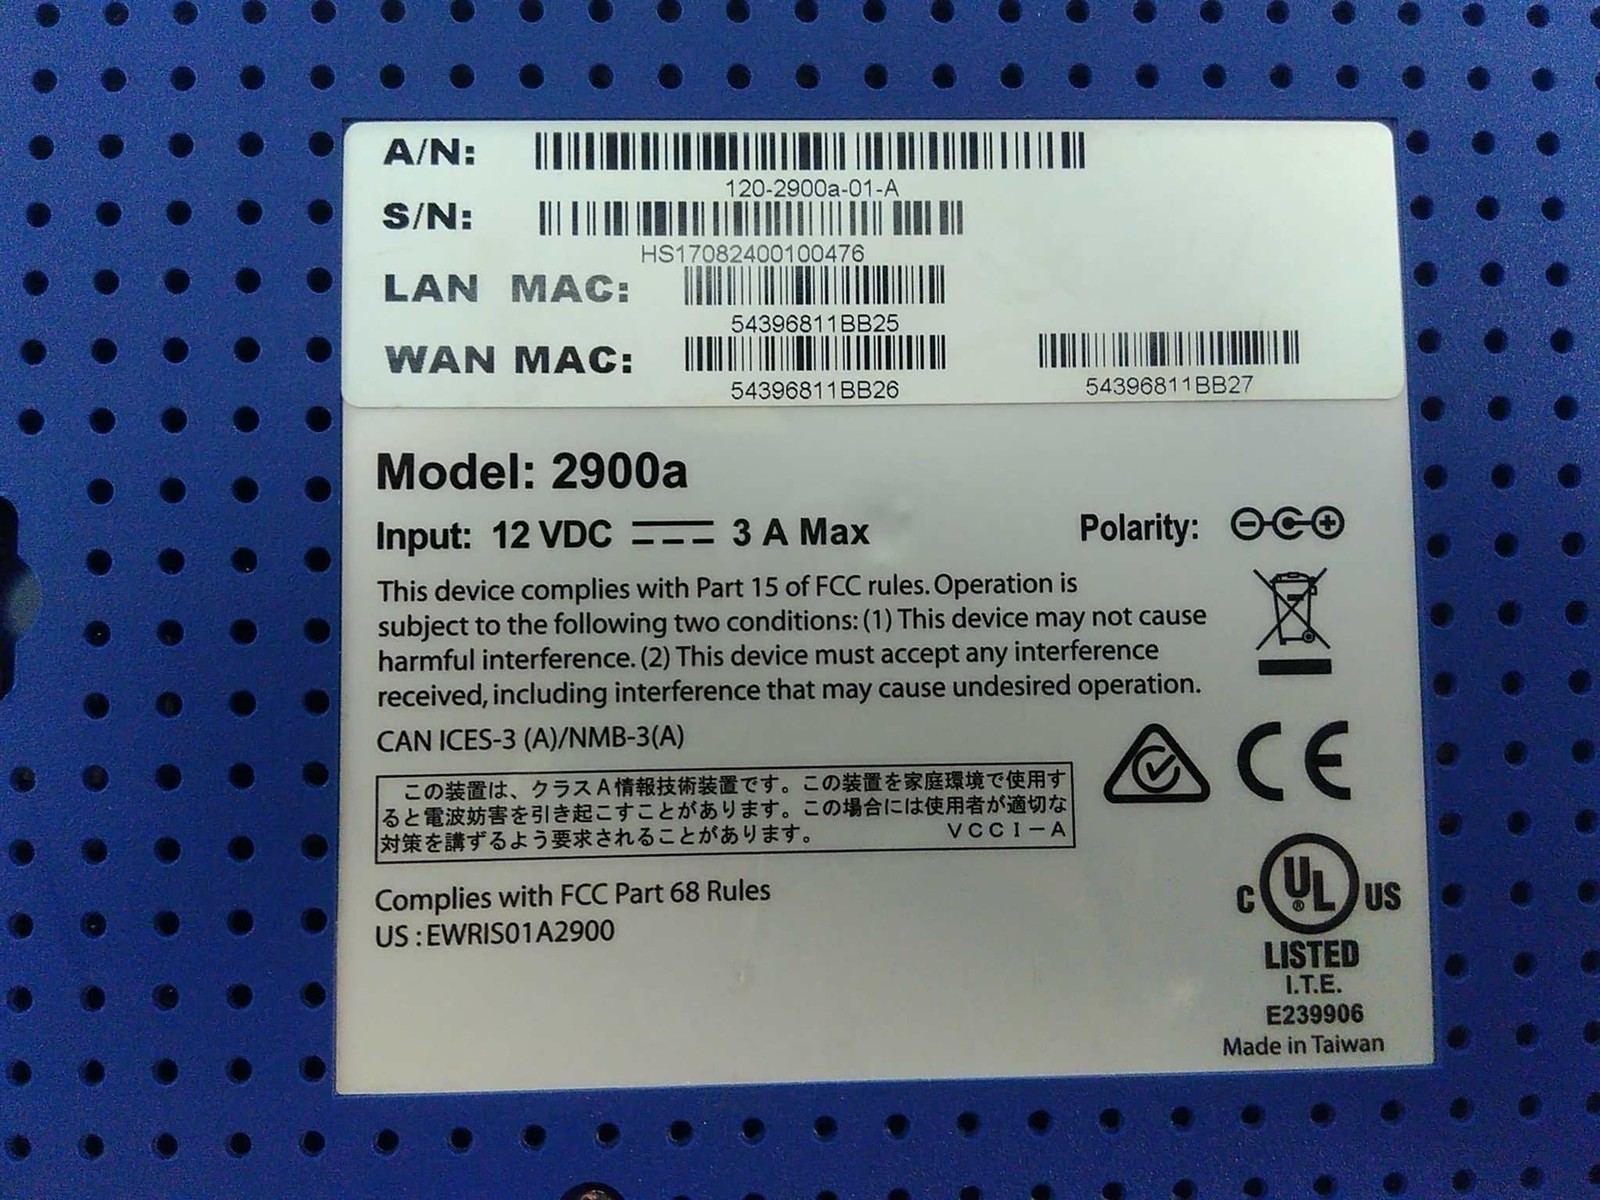 A/N:
120-2900a-01-A
S/N:
HS17082400100476
LAN MAC:
54396811BB25
WAN MAC:
54396811BB26 54396811BB27
Model: 2900a
Input: 12 VDC 3 A Max Polarity:
This device complies with Part 15 of FCC rules. Operation is
subject to the following two conditions: (1) This device may not cause
harmful interference. (2) This device must accept any interference
received, including interference that may cause undesired operation.
CAN ICES-3 (A)/NMB-3(A)
CE
この装置は、クラスA情報技術装置です。この装置を家庭環境で使用す
ると電波妨害を引き起こすことがあります。この場合には使用者が適切な
対策を講ずるよう要求されることがあります。 VCCI-A
Complies with FCC Part 68 Rules
US : EWRIS01A2900
C UL® US
LISTED
I.T.E.
E239906
Made in Taiwan